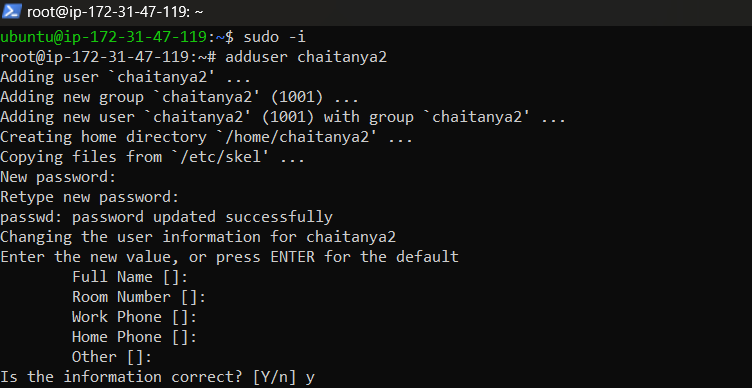 root@ip-172-31-47-119: ~
ubuntu@ip-172-31-47-119:~$ sudo -i
root@ip-172-31-47-119:~# adduser chaitanya2
Adding user `chaitanya2' ...
Adding new group `chaitanya2' (1001) ...
Adding new user `chaitanya2' (1001) with group `chaitanya2' ...
Creating home directory `/home/chaitanya2' ...
Copying files from `/etc/skel' ...
New password:
Retype new password:
passwd: password updated successfully
Changing the user information for chaitanya2
Enter the new value, or press ENTER for the default
Full Name []:
Room Number []:
Work Phone []:
Home Phone []:
Other []:
Is the information correct? [Y/n] y